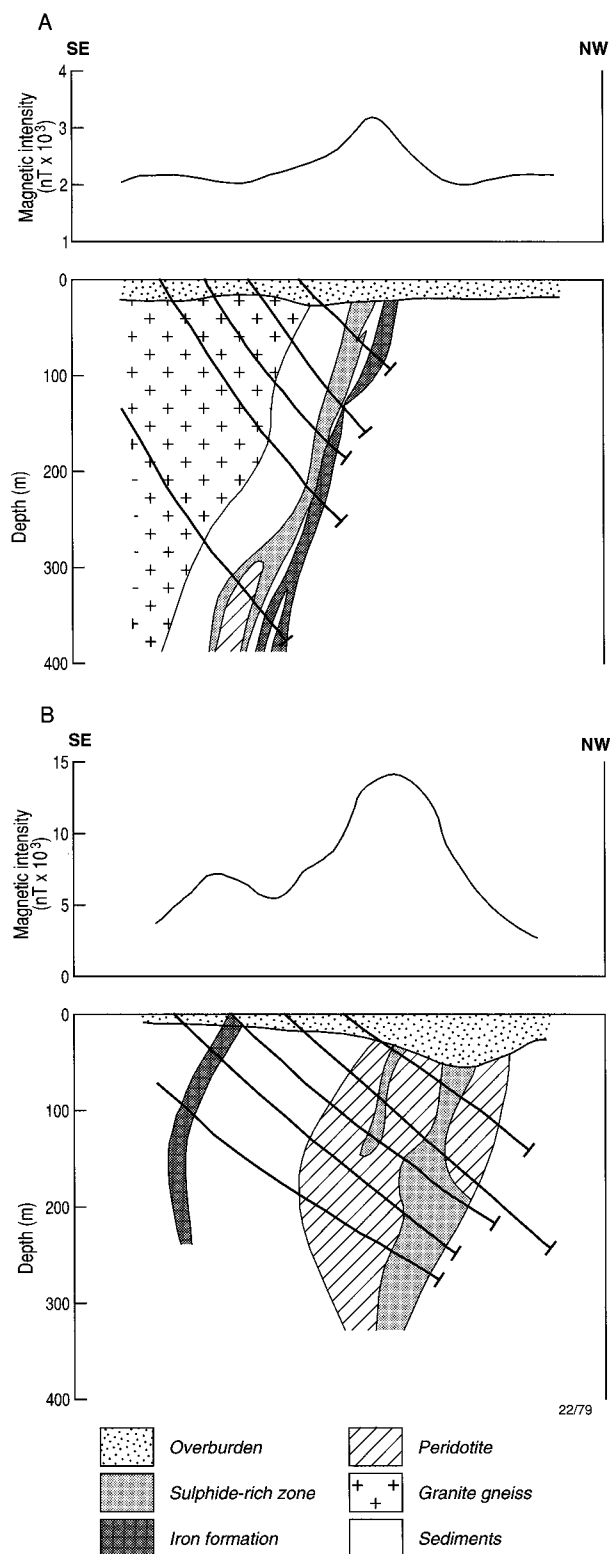 A
SE
NW
4
3
2
1
Magnetic intensity
(nT x 10³)
0
100
200
300
400
Depth (m)
B
SE
NW
15
10
5
0
Magnetic intensity
(nT x 10³)
0
100
200
300
400
Depth (m)
22/79
Overburden
Peridotite
Sulphide-rich zone
Granite gneiss
Iron formation
Sediments